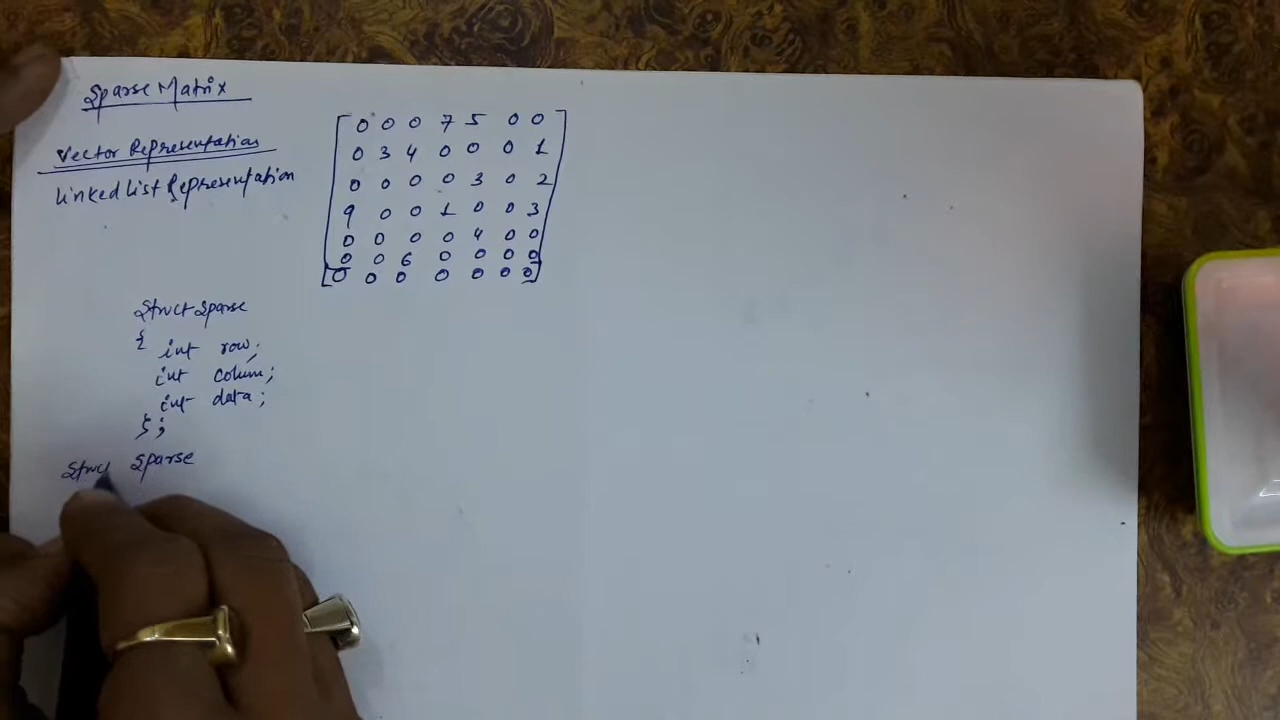 Sparse Matrix
Vector Representation
Linked List Representation
0 0 0 7 5 0 0
0 3 4 0 0 0 1
0 0 0 0 3 0 2
9 0 0 1 0 0 3
0 0 0 0 4 0 0
0 0 6 0 0 0 0
0 0 0 0 0 0 0
Struct Sparse
{ int row;
int colum;
int data;
};
Struct Sparse